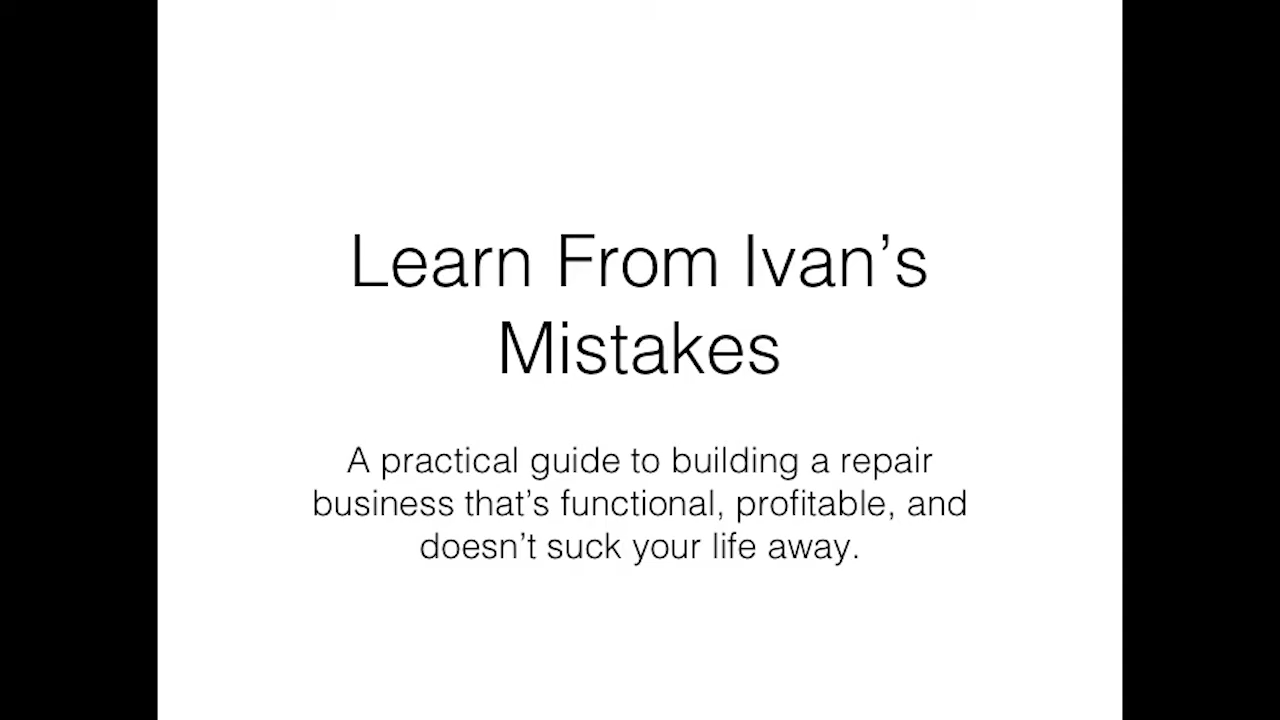 Learn From Ivan’s
Mistakes
A practical guide to building a repair
business that’s functional, profitable, and
doesn’t suck your life away.